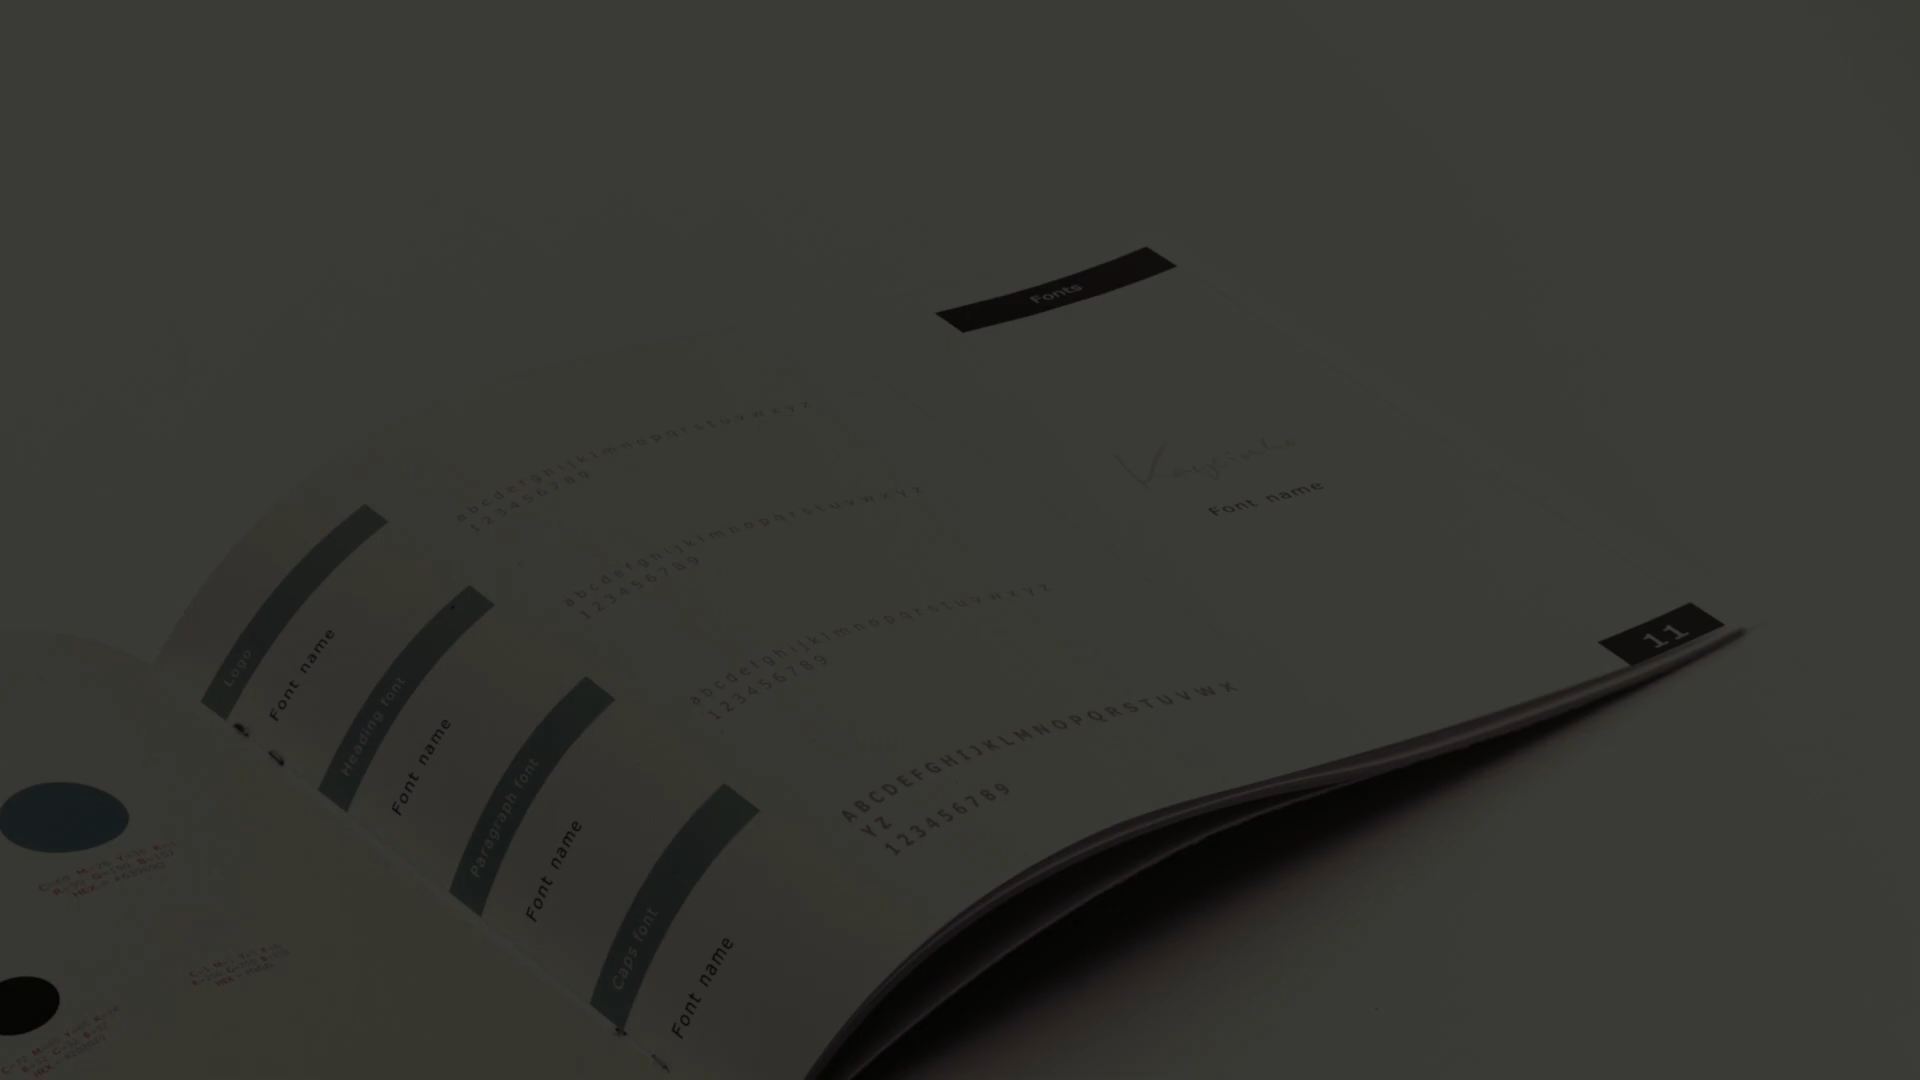 Fonts
Font name
11
Logo
Font name
abcdefghijklmnopqrstuvwxyz
123456789
Heading font
Font name
abcdefghijklmnopqrstuvwxyz
123456789
Paragraph font
Font name
abcdefghijklmnopqrstuvwxyz
123456789
Caps font
Font name
ABCDEFGHIJKLMNOPQRSTUVWX
YZ
123456789